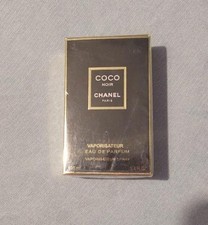 COCO
NOIR
CHANEL
PARIS
VAPORISATEUR
EAU DE PARFUM